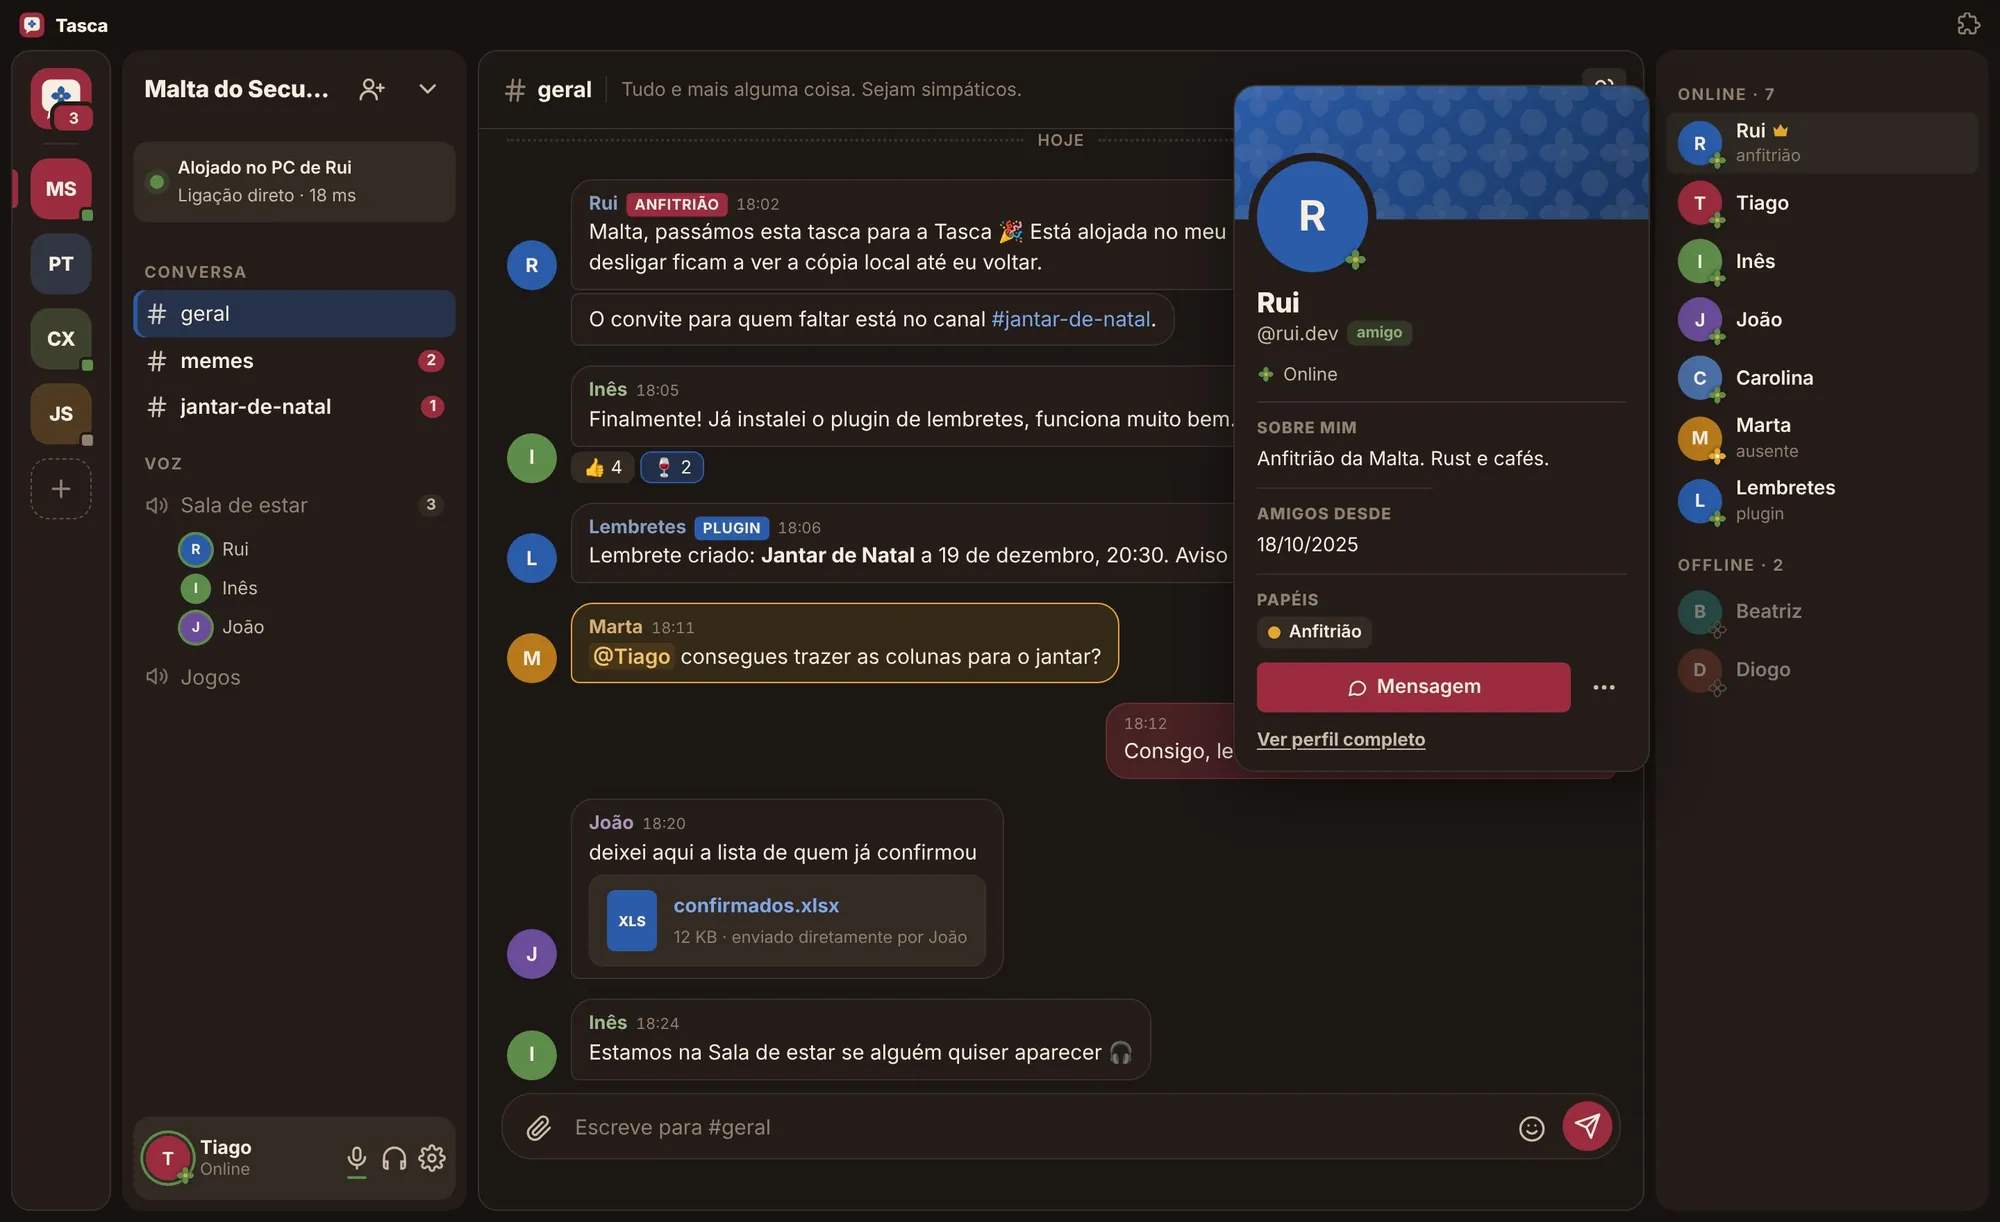 Tasca
3
MS
PT
CX
JS
Malta do Secu...
Alojado no PC de Rui
Ligação direto · 18 ms
CONVERSA
# geral
# memes
2
# jantar-de-natal
1
VOZ
Sala de estar
3
R Rui
I Inês
J João
Jogos
T
Tiago
Online
# geral
Tudo e mais alguma coisa. Sejam simpáticos.
HOJE
R
Rui ANFITRIÃO 18:02
Malta, passámos esta tasca para a Tasca 🎉 Está alojada no meu
desligar ficam a ver a cópia local até eu voltar.
O convite para quem faltar está no canal #jantar-de-natal.
I
Inês 18:05
Finalmente! Já instalei o plugin de lembretes, funciona muito bem.
👍 4
🍷 2
L
Lembretes PLUGIN 18:06
Lembrete criado: Jantar de Natal a 19 de dezembro, 20:30. Aviso
M
Marta 18:11
@Tiago consegues trazer as colunas para o jantar?
18:12
Consigo, le
J
João 18:20
deixei aqui a lista de quem já confirmou
XLS
confirmados.xlsx
12 KB · enviado diretamente por João
I
Inês 18:24
Estamos na Sala de estar se alguém quiser aparecer 🎧
Escreve para #geral
R
Rui
@rui.dev amigo
Online
SOBRE MIM
Anfitrião da Malta. Rust e cafés.
AMIGOS DESDE
18/10/2025
PAPÉIS
Anfitrião
Mensagem
Ver perfil completo
ONLINE · 7
R
Rui
anfitrião
T Tiago
I Inês
J João
C Carolina
M
Marta
ausente
L
Lembretes
plugin
OFFLINE · 2
B Beatriz
D Diogo